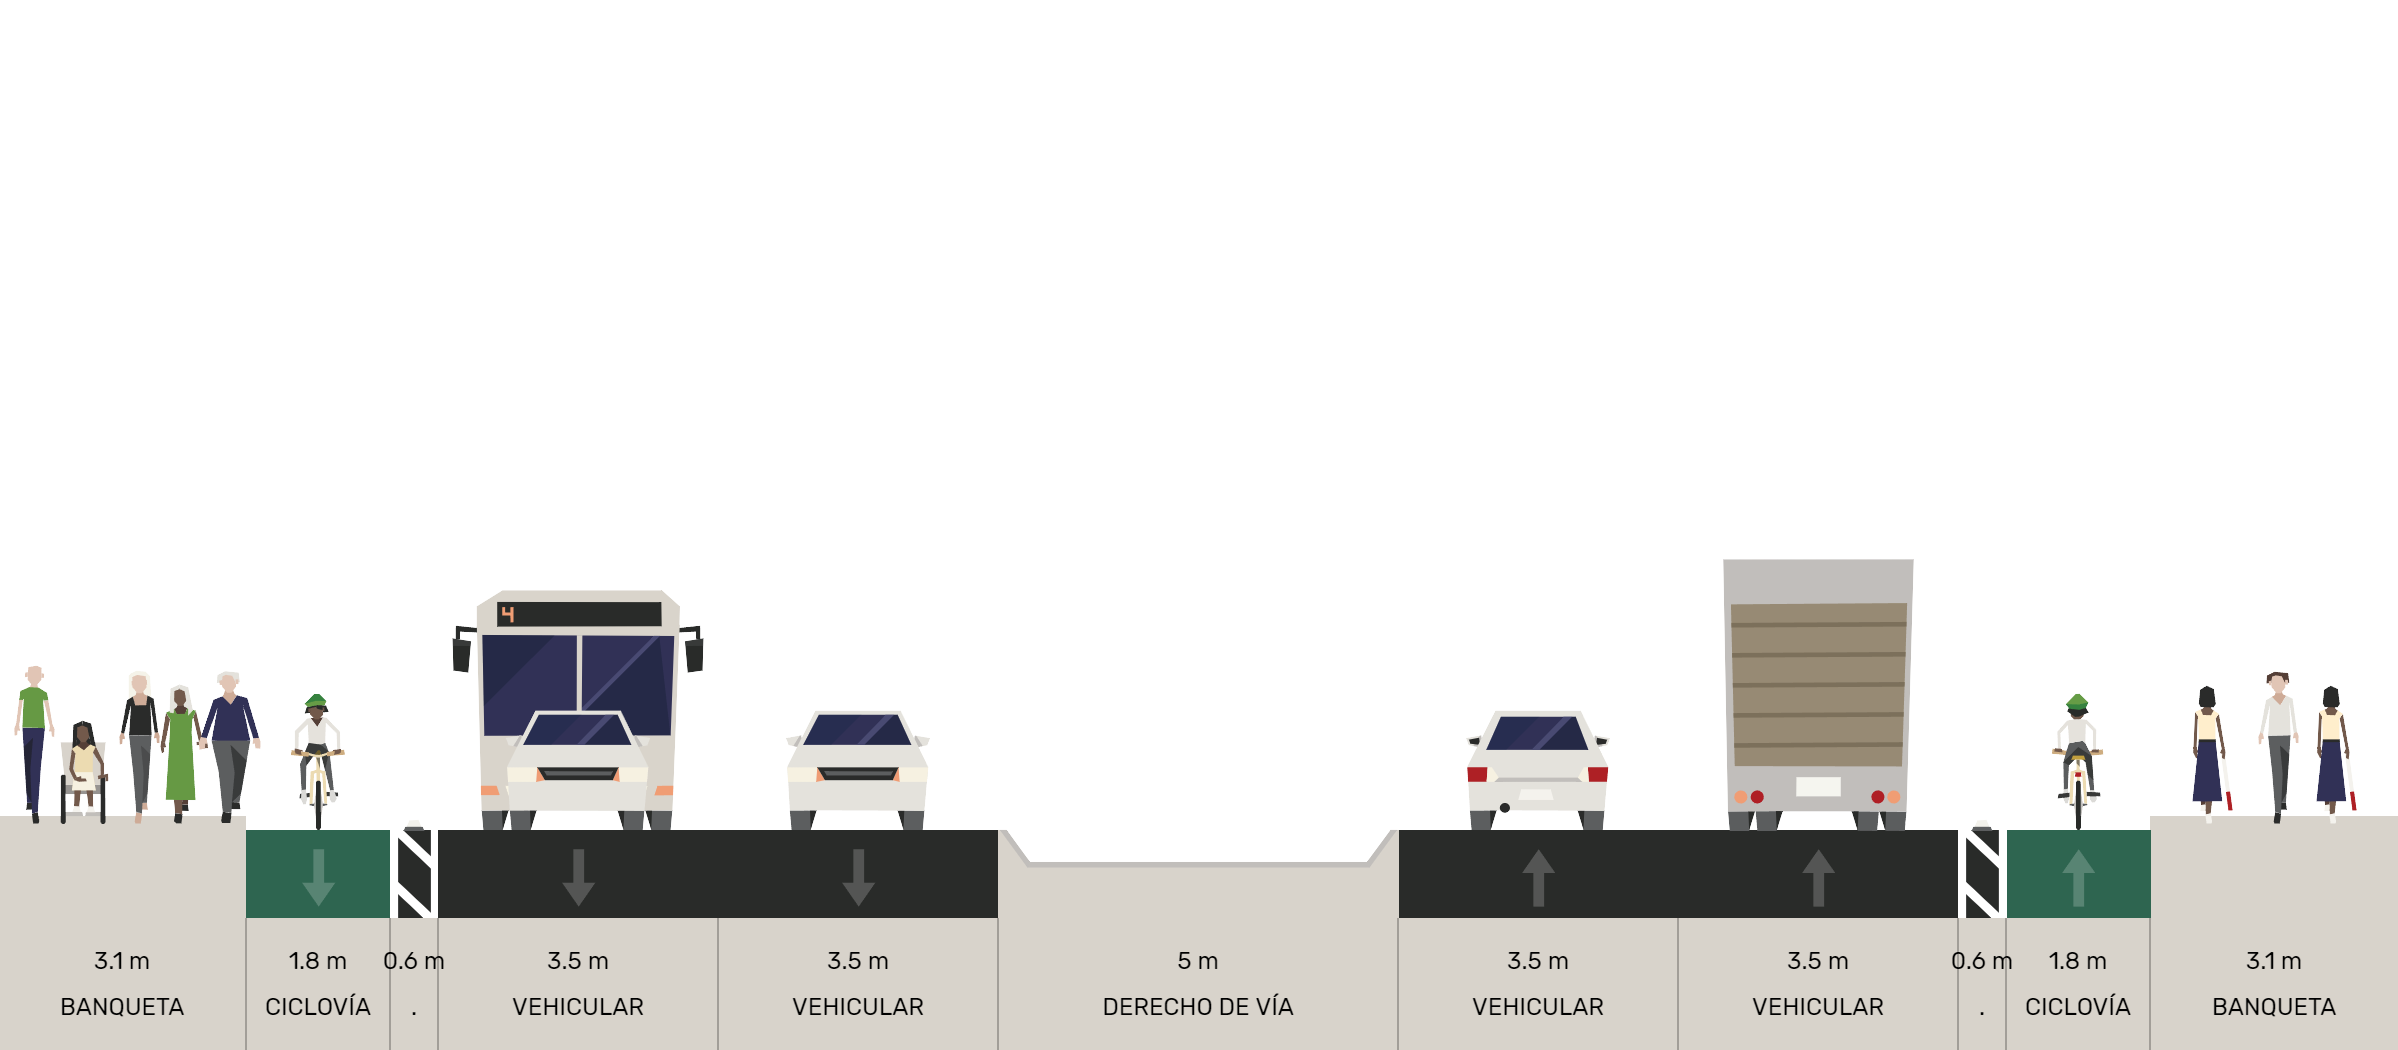 4
3.1 m
1.8 m
0.6 m
3.5 m
3.5 m
5 m
3.5 m
3.5 m
0.6 m
1.8 m
3.1 m
BANQUETA
CICLOVÍA
.
VEHICULAR
VEHICULAR
DERECHO DE VÍA
VEHICULAR
VEHICULAR
.
CICLOVÍA
BANQUETA